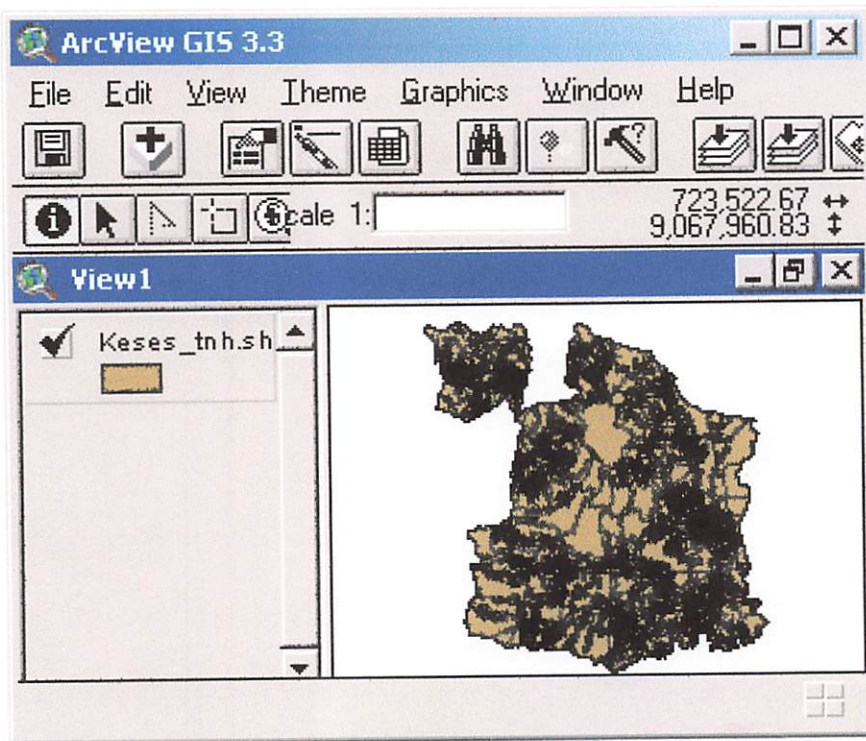 ArcView GIS 3.3
File Edit View Theme Graphics Window Help
cale 1:
723,522.67
9,067,960.83
View1
Keses_tnh.sh